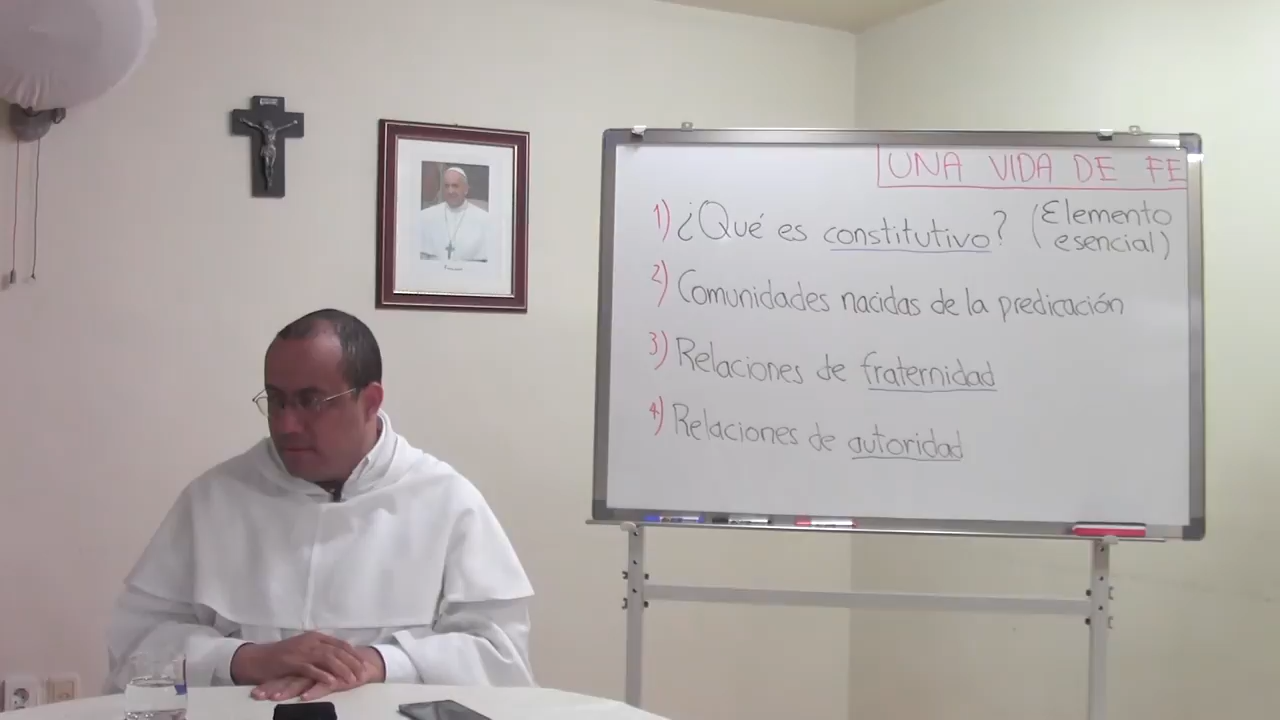 UNA VIDA DE FE
1) ¿Qué es constitutivo? (Elemento
esencial)
2) Comunidades nacidas de la predicación
3) Relaciones de fraternidad
4) Relaciones de autoridad